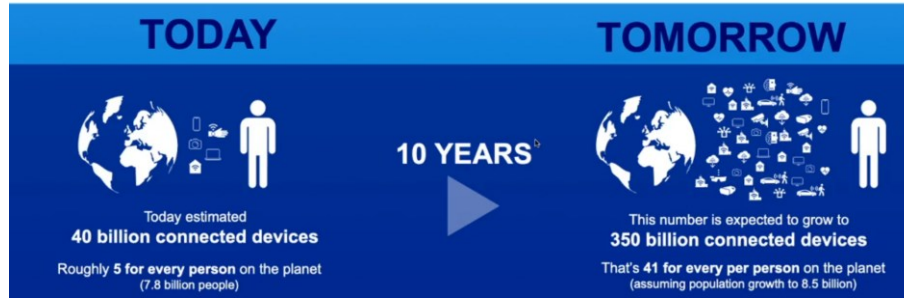 TODAY
TOMORROW
10 YEARS
Today estimated
40 billion connected devices
Roughly 5 for every person on the planet
(7.8 billion people)
This number is expected to grow to
350 billion connected devices
That's 41 for every per person on the planet
(assuming population growth to 8.5 billion)